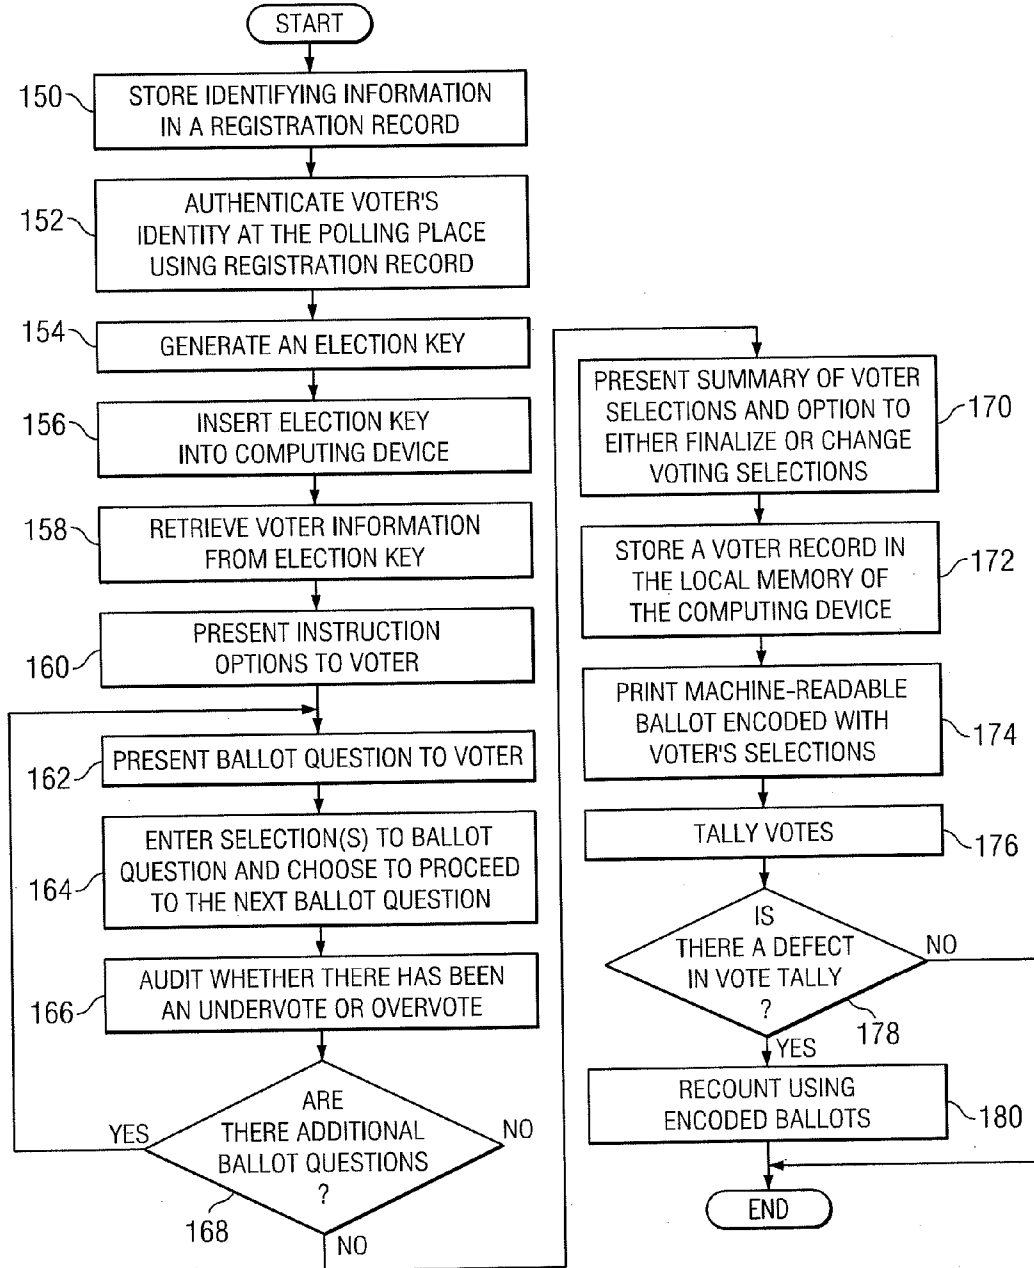 START
150
STORE IDENTIFYING INFORMATION
IN A REGISTRATION RECORD
152
AUTHENTICATE VOTER'S
IDENTITY AT THE POLLING PLACE
USING REGISTRATION RECORD
154
GENERATE AN ELECTION KEY
156
INSERT ELECTION KEY
INTO COMPUTING DEVICE
158
RETRIEVE VOTER INFORMATION
FROM ELECTION KEY
160
PRESENT INSTRUCTION
OPTIONS TO VOTER
162
PRESENT BALLOT QUESTION TO VOTER
164
ENTER SELECTION(S) TO BALLOT
QUESTION AND CHOOSE TO PROCEED
TO THE NEXT BALLOT QUESTION
166
AUDIT WHETHER THERE HAS BEEN
AN UNDERVOTE OR OVERVOTE
YES
ARE
THERE ADDITIONAL
BALLOT QUESTIONS
?
NO
168
NO
PRESENT SUMMARY OF VOTER
SELECTIONS AND OPTION TO
EITHER FINALIZE OR CHANGE
VOTING SELECTIONS
170
STORE A VOTER RECORD IN
THE LOCAL MEMORY OF
THE COMPUTING DEVICE
172
PRINT MACHINE-READABLE
BALLOT ENCODED WITH
VOTER'S SELECTIONS
174
TALLY VOTES
176
IS
THERE A DEFECT
IN VOTE TALLY
?
NO
178
YES
RECOUNT USING
ENCODED BALLOTS
180
END